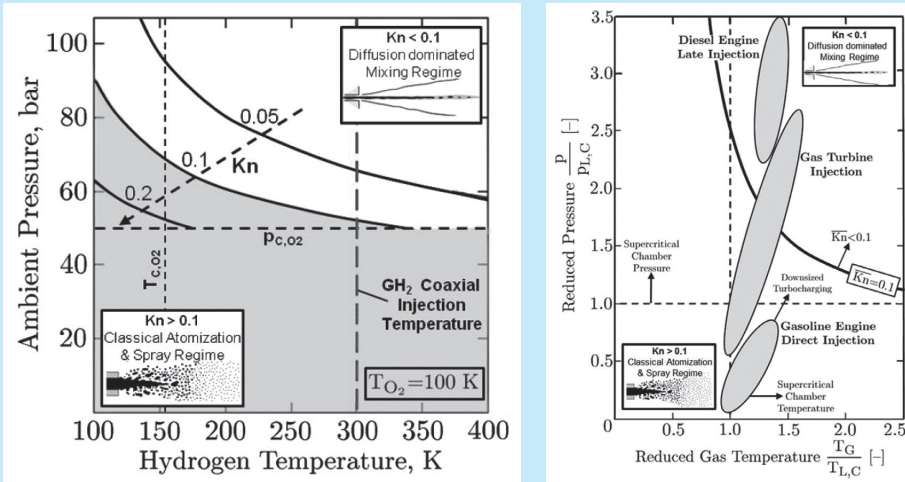 100
80
60
40
20
Ambient Pressure, bar
Kn < 0.1
Diffusion dominated
Mixing Regime
0.05
0.1
Kn
0.2
pC,O2
TC,O2
GH2 Coaxial
Injection
Temperature
Kn > 0.1
Classical Atomization
& Spray Regime
TO2=100 K
100 150 200 250 300 350 400
Hydrogen Temperature, K
3.5
3.0
2.5
2.0
1.5
1.0
0.5
0
Reduced Pressure p/pL,C [–]
Diesel Engine
Late Injection
Kn < 0.1
Diffusion dominated
Mixing Regime
Gas Turbine
Injection
Supercritical
Chamber
Pressure
Kn<0.1
Kn=0.1
Downsized
Turbocharging
Gasoline Engine
Direct Injection
Kn > 0.1
Classical Atomization
& Spray Regime
Supercritical
Chamber
Temperature
0.5 1.0 1.5 2.0 2.5
Reduced Gas Temperature TG/TL,C [–]